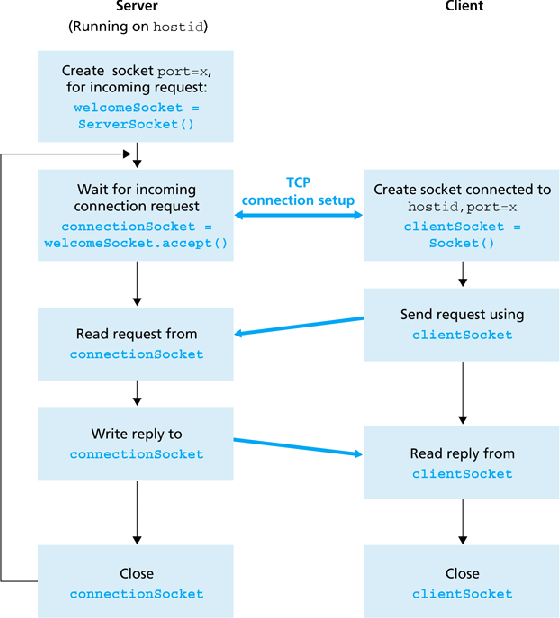 Server
(Running on hostid)
Client
Create socket port=x,
for incoming request:
welcomeSocket =
ServerSocket()
Wait for incoming
connection request
connectionSocket =
welcomeSocket.accept()
TCP
connection setup
Create socket connected to
hostid,port=x
clientSocket =
Socket()
Send request using
clientSocket
Read request from
connectionSocket
Write reply to
connectionSocket
Read reply from
clientSocket
Close
connectionSocket
Close
clientSocket